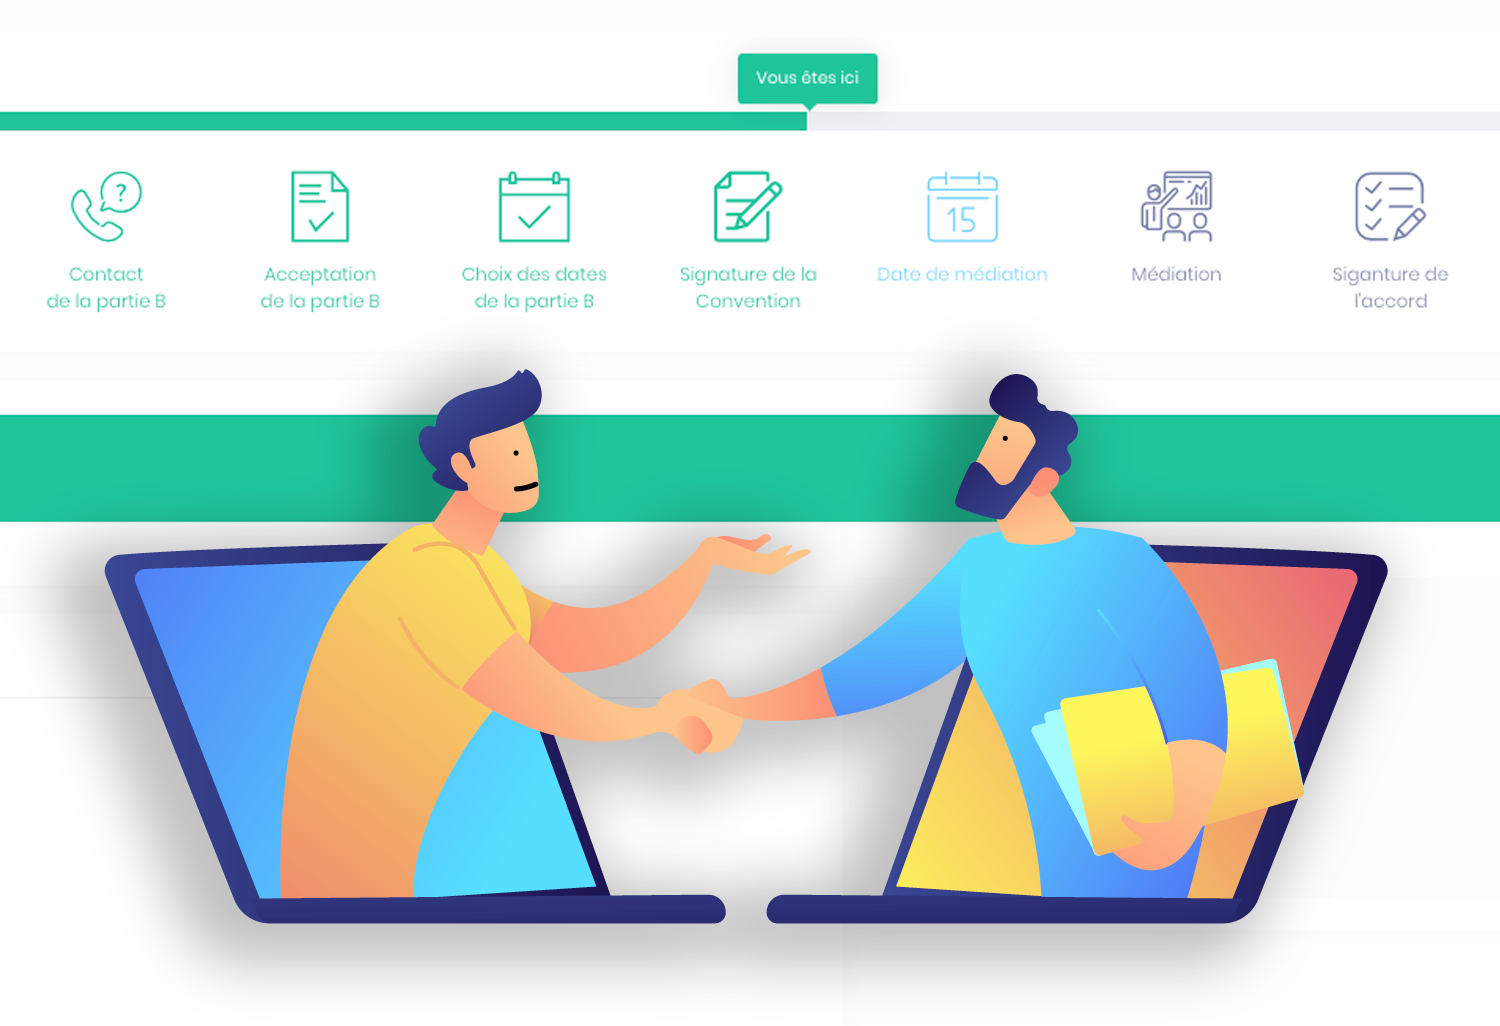 Vous êtes ici
?
15
Contact
de la partie B
Acceptation
de la partie B
Choix des dates
de la partie B
Signature de la
Convention
Date de médiation
Médiation
Siganture de
l'accord